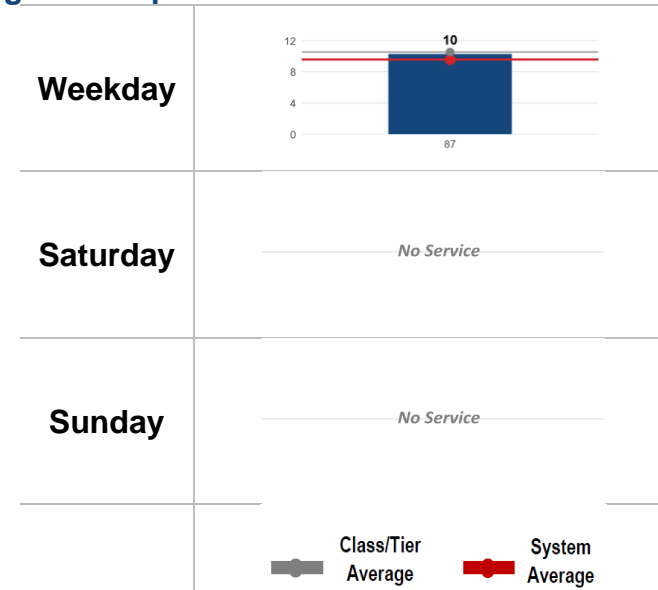 Weekday
12
10
8
4
0
87
Saturday
No Service
Sunday
No Service
Class/Tier
Average
System
Average